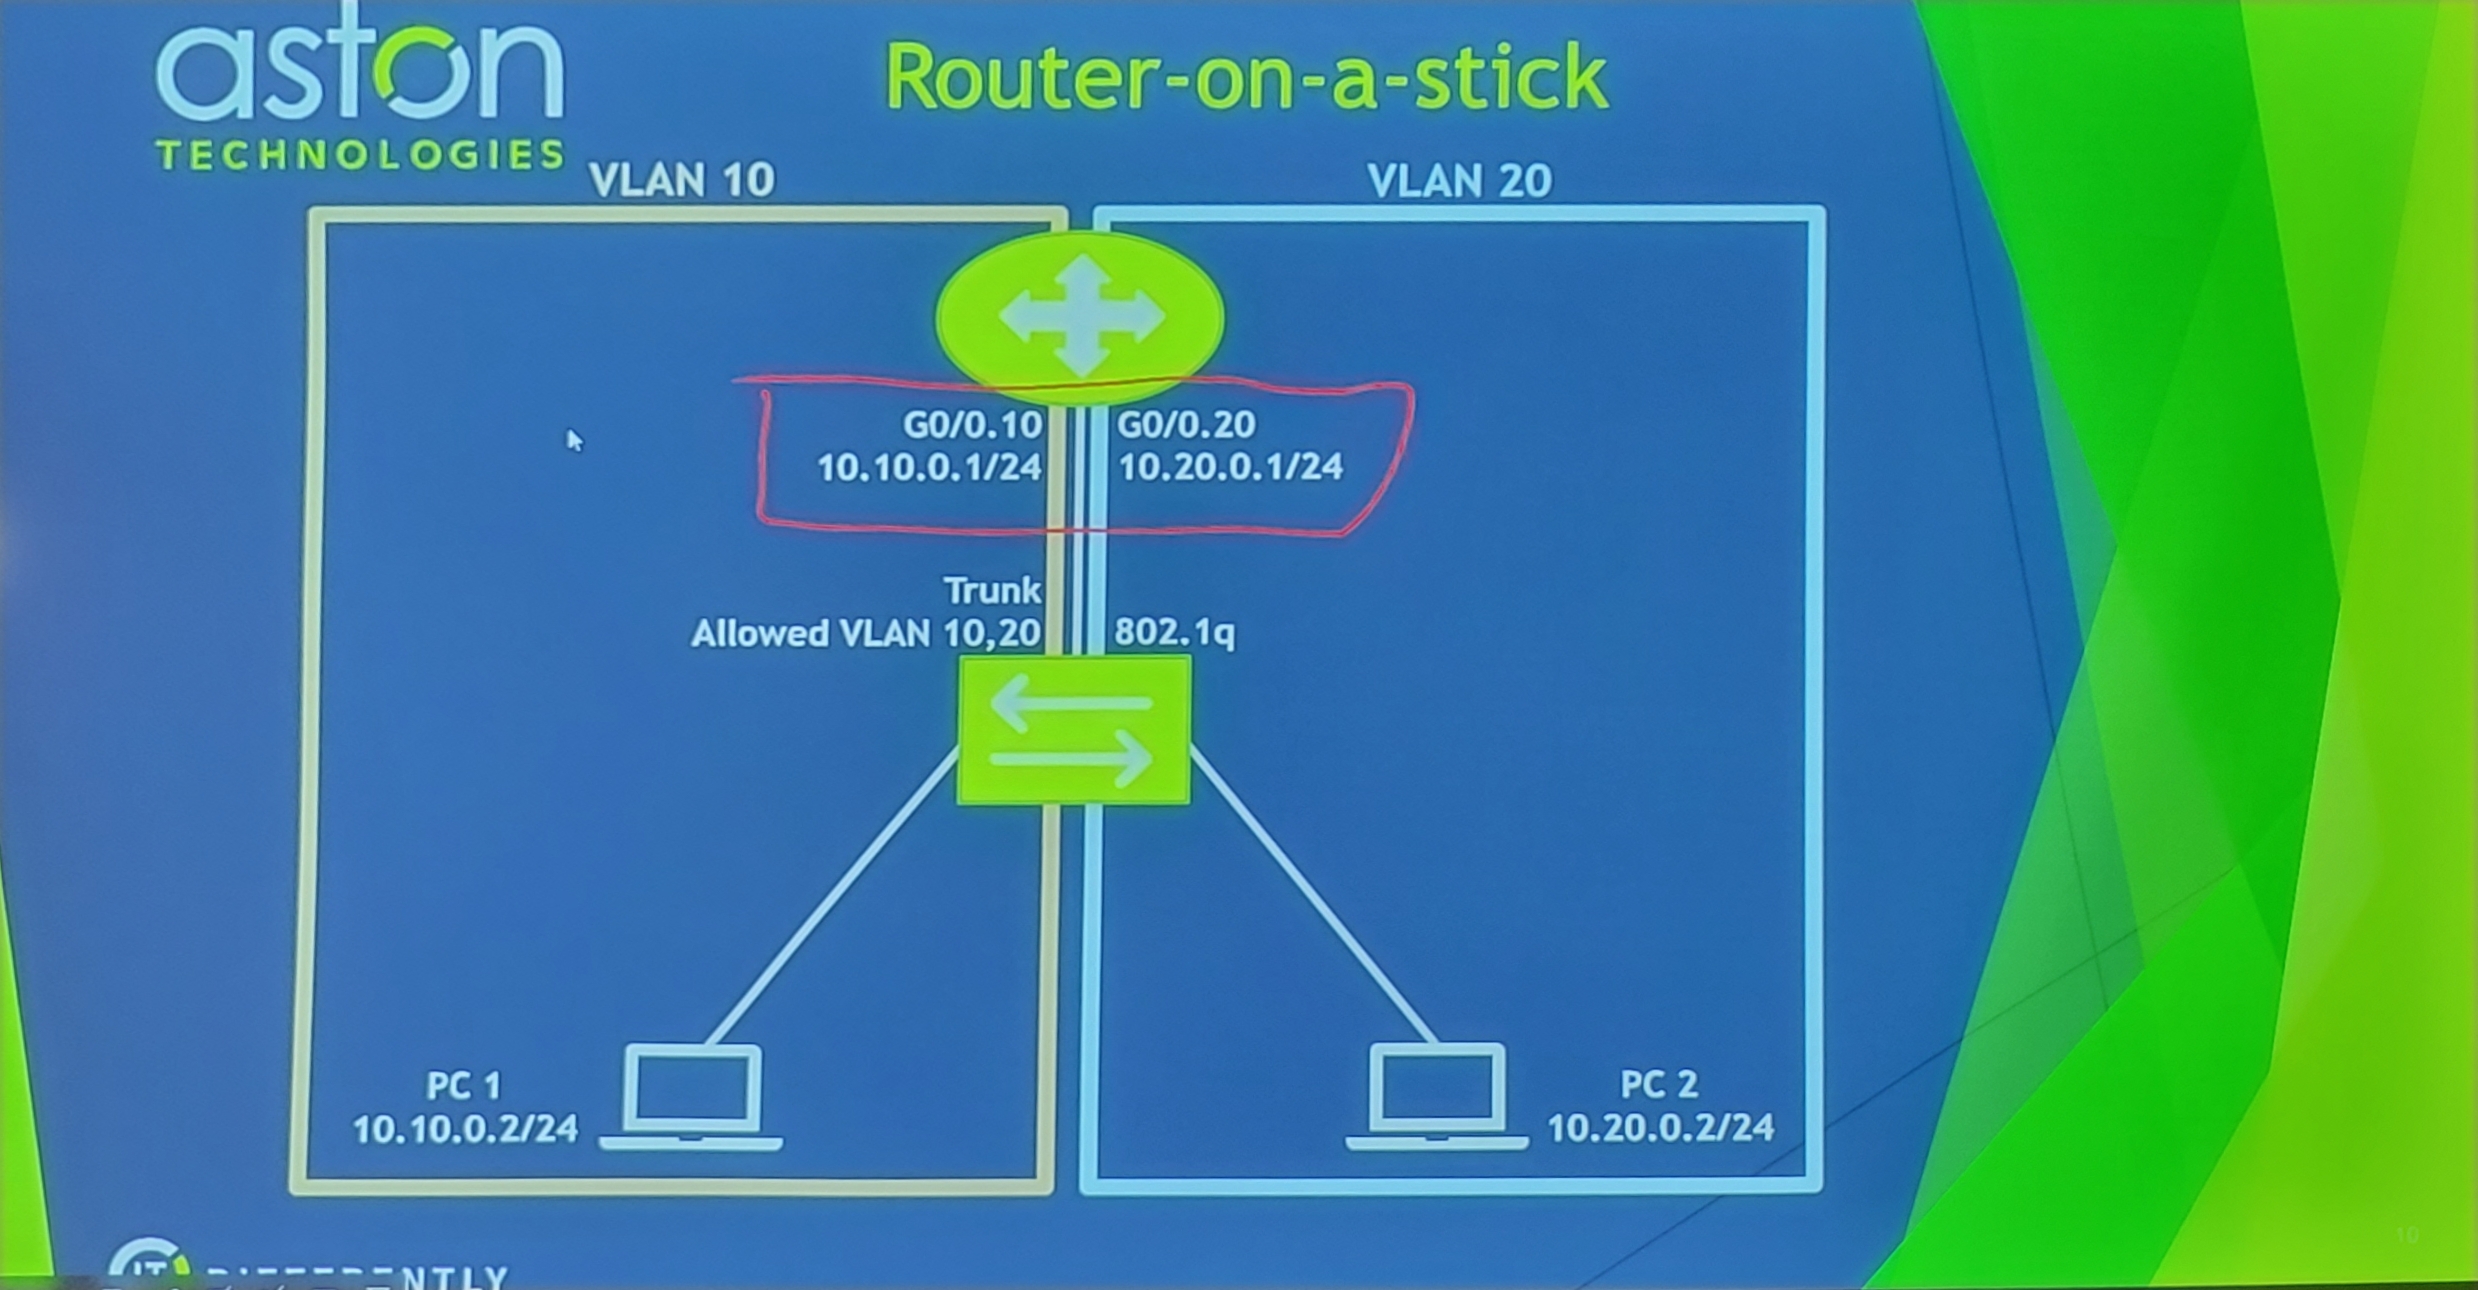 aston
TECHNOLOGIES
Router-on-a-stick
VLAN 10
VLAN 20
G0/0.10
10.10.0.1/24
G0/0.20
10.20.0.1/24
Trunk
Allowed VLAN 10,20
802.1q
PC 1
10.10.0.2/24
PC 2
10.20.0.2/24
10
IT